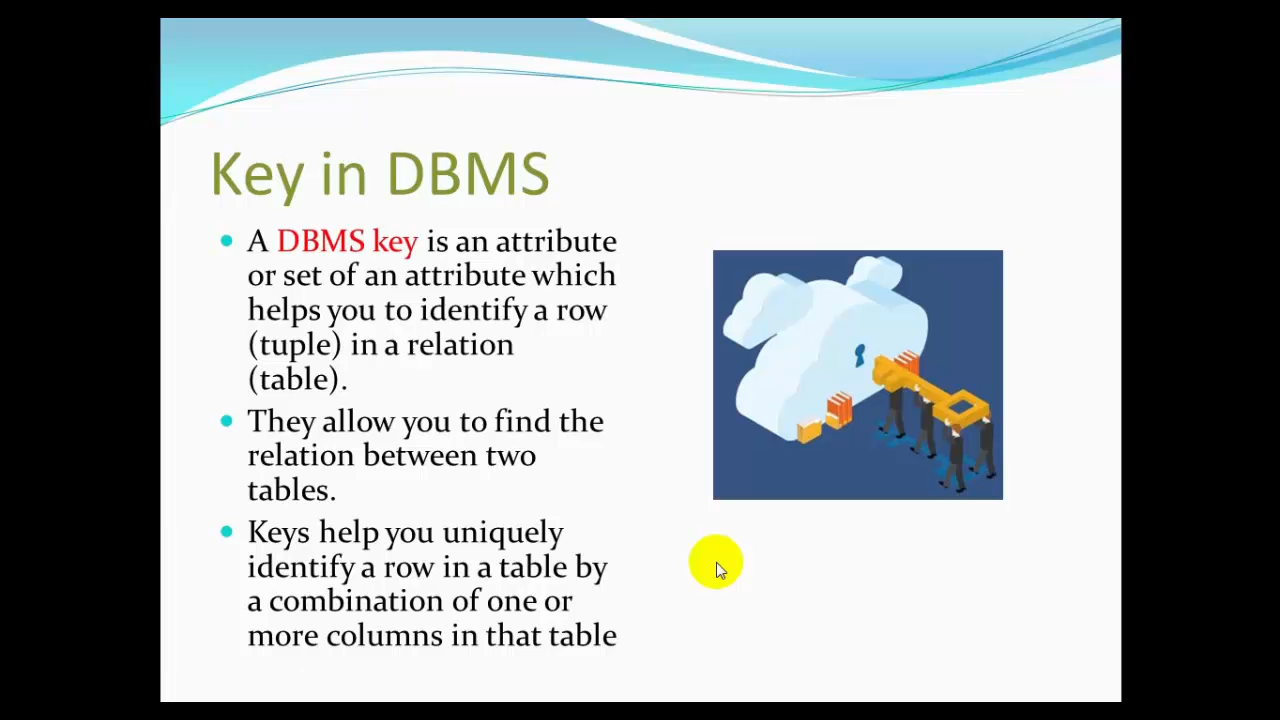 Key in DBMS
A DBMS key is an attribute
or set of an attribute which
helps you to identify a row
(tuple) in a relation
(table).
They allow you to find the
relation between two
tables.
Keys help you uniquely
identify a row in a table by
a combination of one or
more columns in that table